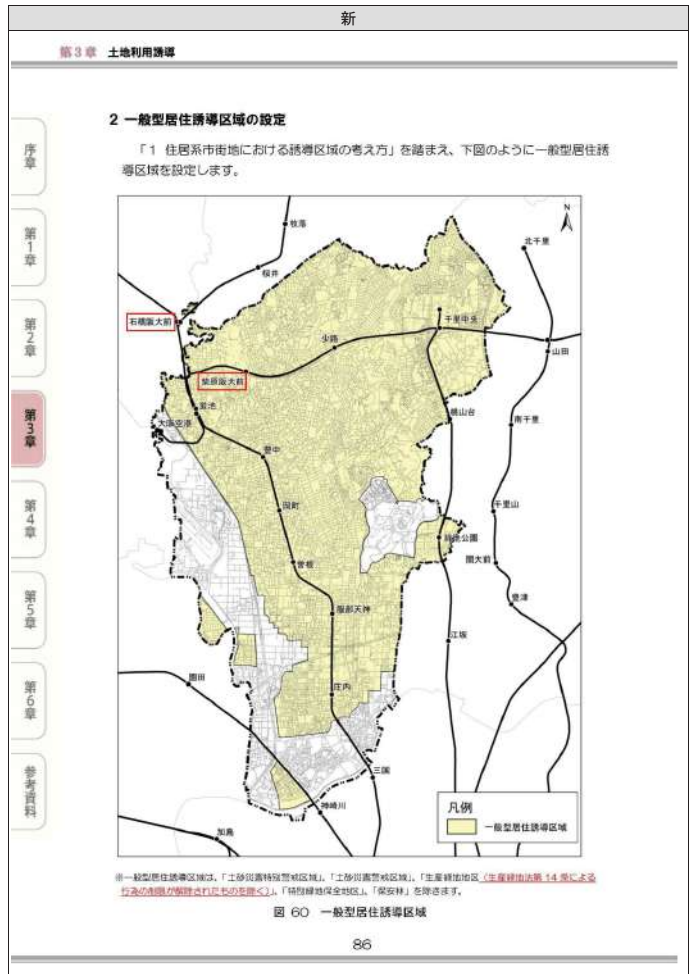 新
第3章 土地利用誘導
2 一般型居住誘導区域の設定
「1 住居系市街地における誘導区域の考え方」を踏まえ、下図のように一般型居住誘
導区域を設定します。
序章
第1章
第2章
第3章
第4章
第5章
第6章
参考資料
N
牧落
北千里
桜井
石橋阪大前
千里中央
少路
山田
柴原阪大前
蛍池
大阪空港
桃山台
南千里
豊中
岡町
千里山
緑地公園
関大前
曽根
豊津
服部天神
江坂
園田
庄内
三国
神崎川
加島
凡例
一般型居住誘導区域
※一般型居住誘導区域は、「土砂災害特別警戒区域」、「土砂災害警戒区域」、「生産緑地地区（生産緑地法第14条による
行為の制限が解除されたものを除く）」、「特別緑地保全地区」、「保安林」を除きます。
図 60 一般型居住誘導区域
86